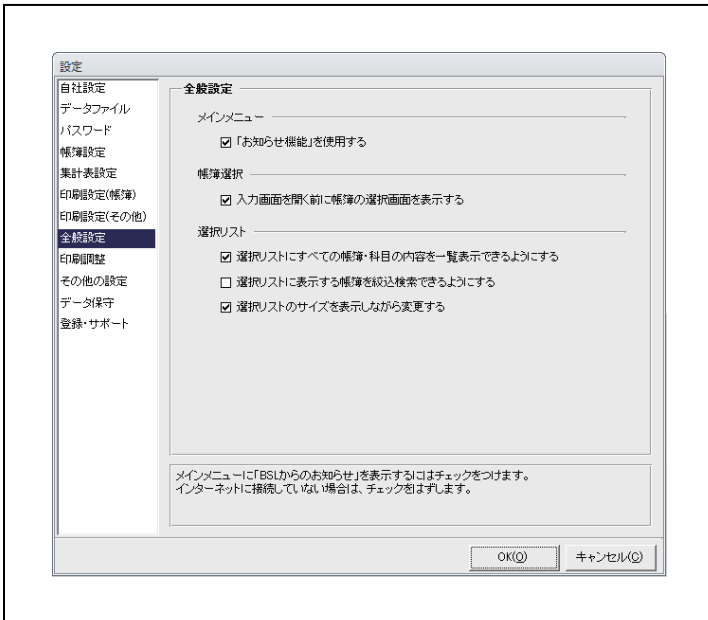 設定
自社設定
データファイル
パスワード
帳簿設定
集計表設定
印刷設定(帳簿)
印刷設定(その他)
全般設定
印刷調整
その他の設定
データ保守
登録・サポート
全般設定
メインメニュー
「お知らせ機能」を使用する
帳簿選択
入力画面を開く前に帳簿の選択画面を表示する
選択リスト
選択リストにすべての帳簿・科目の内容を一覧表示できるようにする
選択リストに表示する帳簿を絞込検索できるようにする
選択リストのサイズを表示しながら変更する
メインメニューに「BSLからのお知らせ」を表示するにはチェックをつけます。
インターネットに接続していない場合は、チェックをはずします。
OK(O)
キャンセル(C)